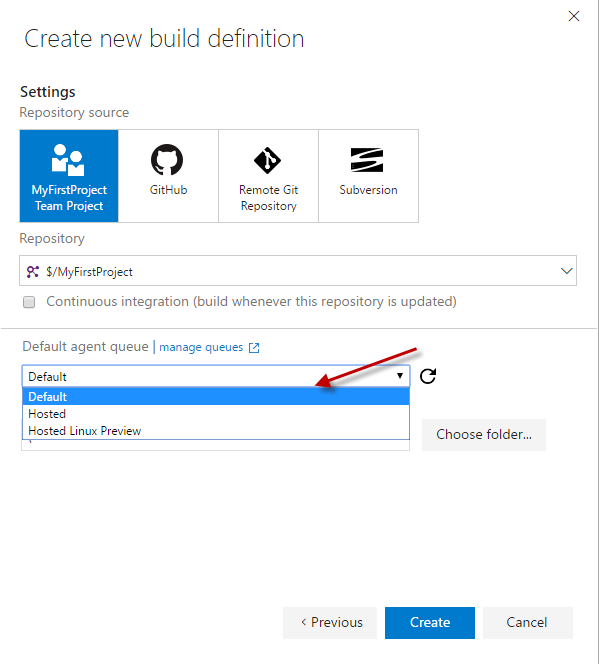 Create new build definition
Settings
Repository source
MyFirstProject
Team Project
GitHub
Remote Git
Repository
Subversion
Repository
$/MyFirstProject
Continuous integration (build whenever this repository is updated)
Default agent queue | manage queues
Default
Default
Hosted
Hosted Linux Preview
\
Choose folder...
< Previous
Create
Cancel